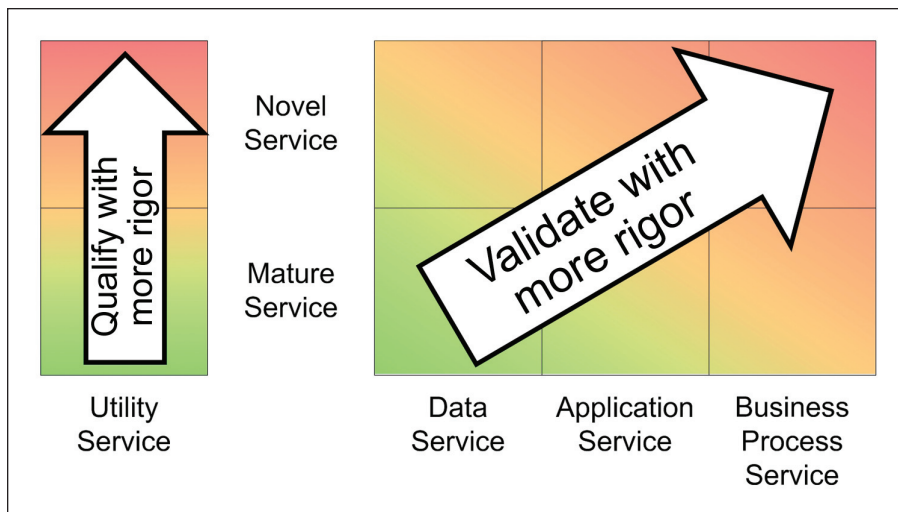 Qualify with
more rigor
Novel
Service
Mature
Service
Validate with
more rigor
Utility
Service
Data
Service
Application
Service
Business
Process
Service